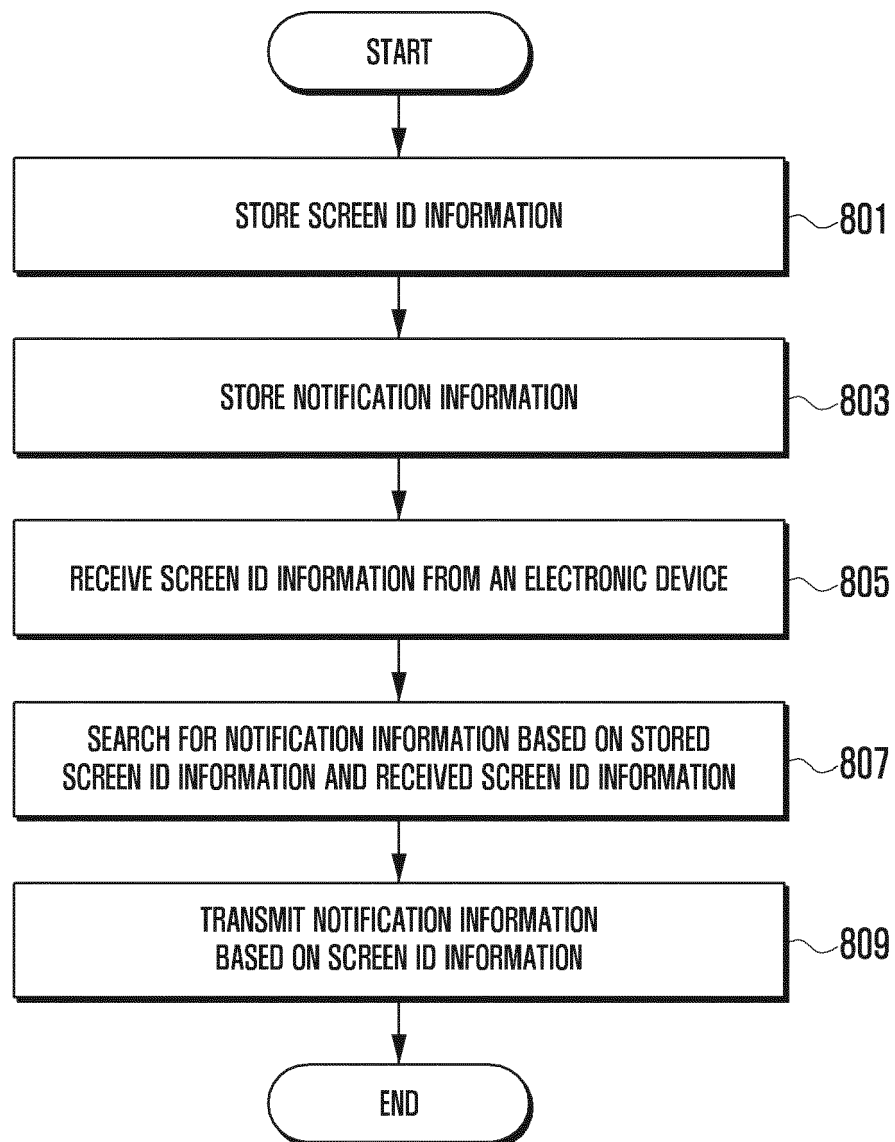 START
STORE SCREEN ID INFORMATION
801
STORE NOTIFICATION INFORMATION
803
RECEIVE SCREEN ID INFORMATION FROM AN ELECTRONIC DEVICE
805
SEARCH FOR NOTIFICATION INFORMATION BASED ON STORED
SCREEN ID INFORMATION AND RECEIVED SCREEN ID INFORMATION
807
TRANSMIT NOTIFICATION INFORMATION
BASED ON SCREEN ID INFORMATION
809
END